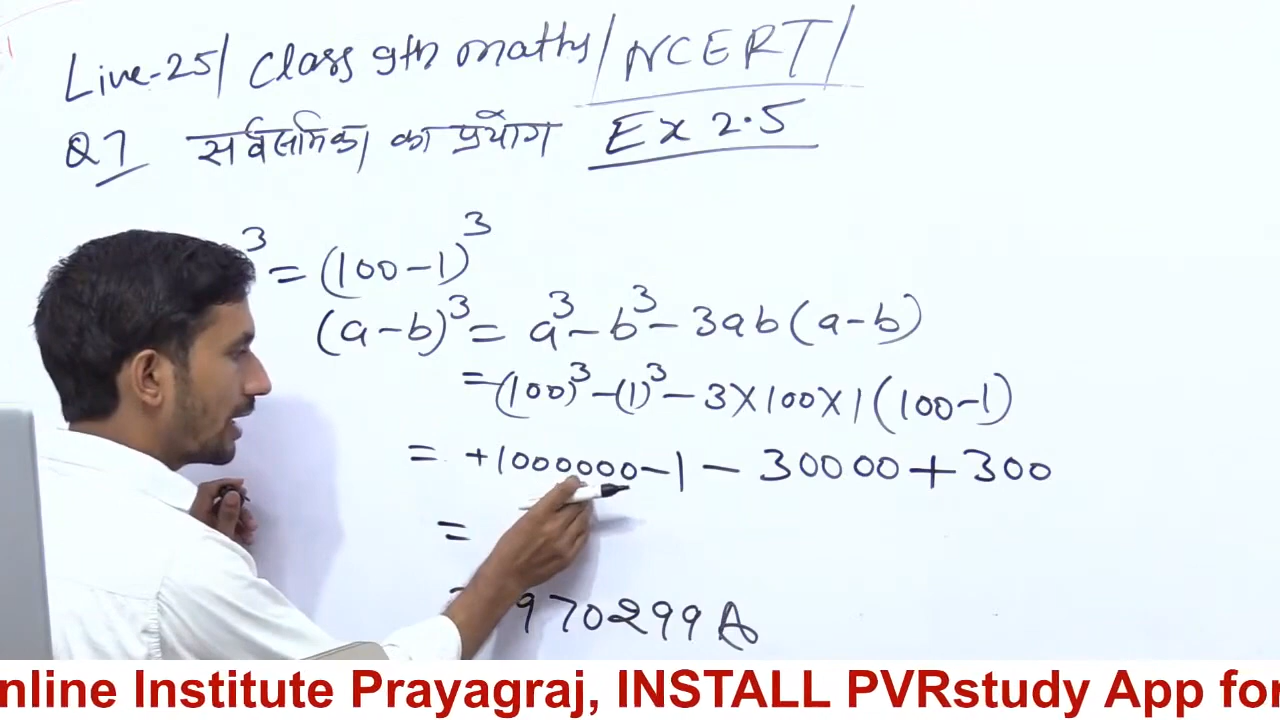 Live-25/ Class 9th maths/NCERT/
Q7 सर्वसमिका का प्रयोग Ex 2.5
3 = (100-1)³
(a-b)³ = a³-b³-3ab(a-b)
=(100)³-(1)³-3×100×1(100-1)
= +1000000-1-30000+300
=
970299 A
nline Institute Prayagraj, INSTALL PVRstudy App for